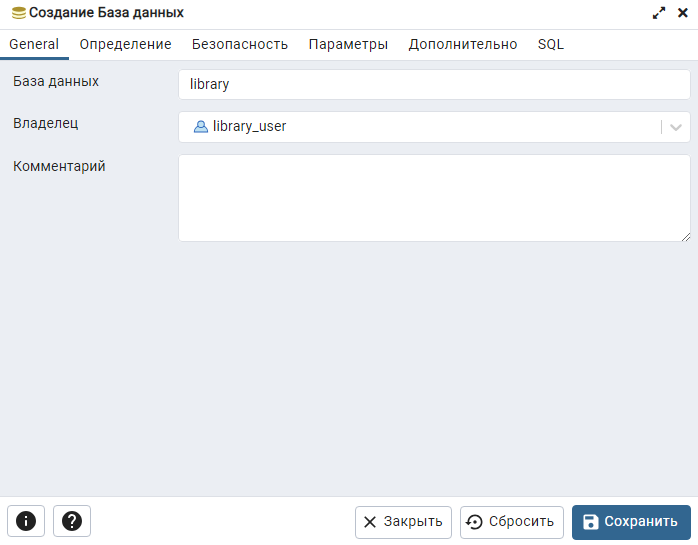 Создание База данных
General Определение Безопасность Параметры Дополнительно SQL
База данных library
Владелец library_user
Комментарий
Закрыть Сбросить Сохранить